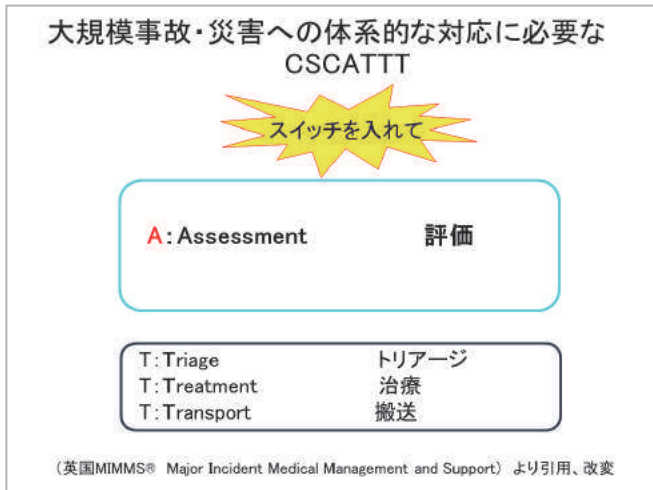 大規模事故・災害への体系的な対応に必要な
CSCATTT
スイッチを入れて
A:Assessment 評価
T:Triage トリアージ
T:Treatment 治療
T:Transport 搬送
（英国MIMMS® Major Incident Medical Management and Support）より引用、改変